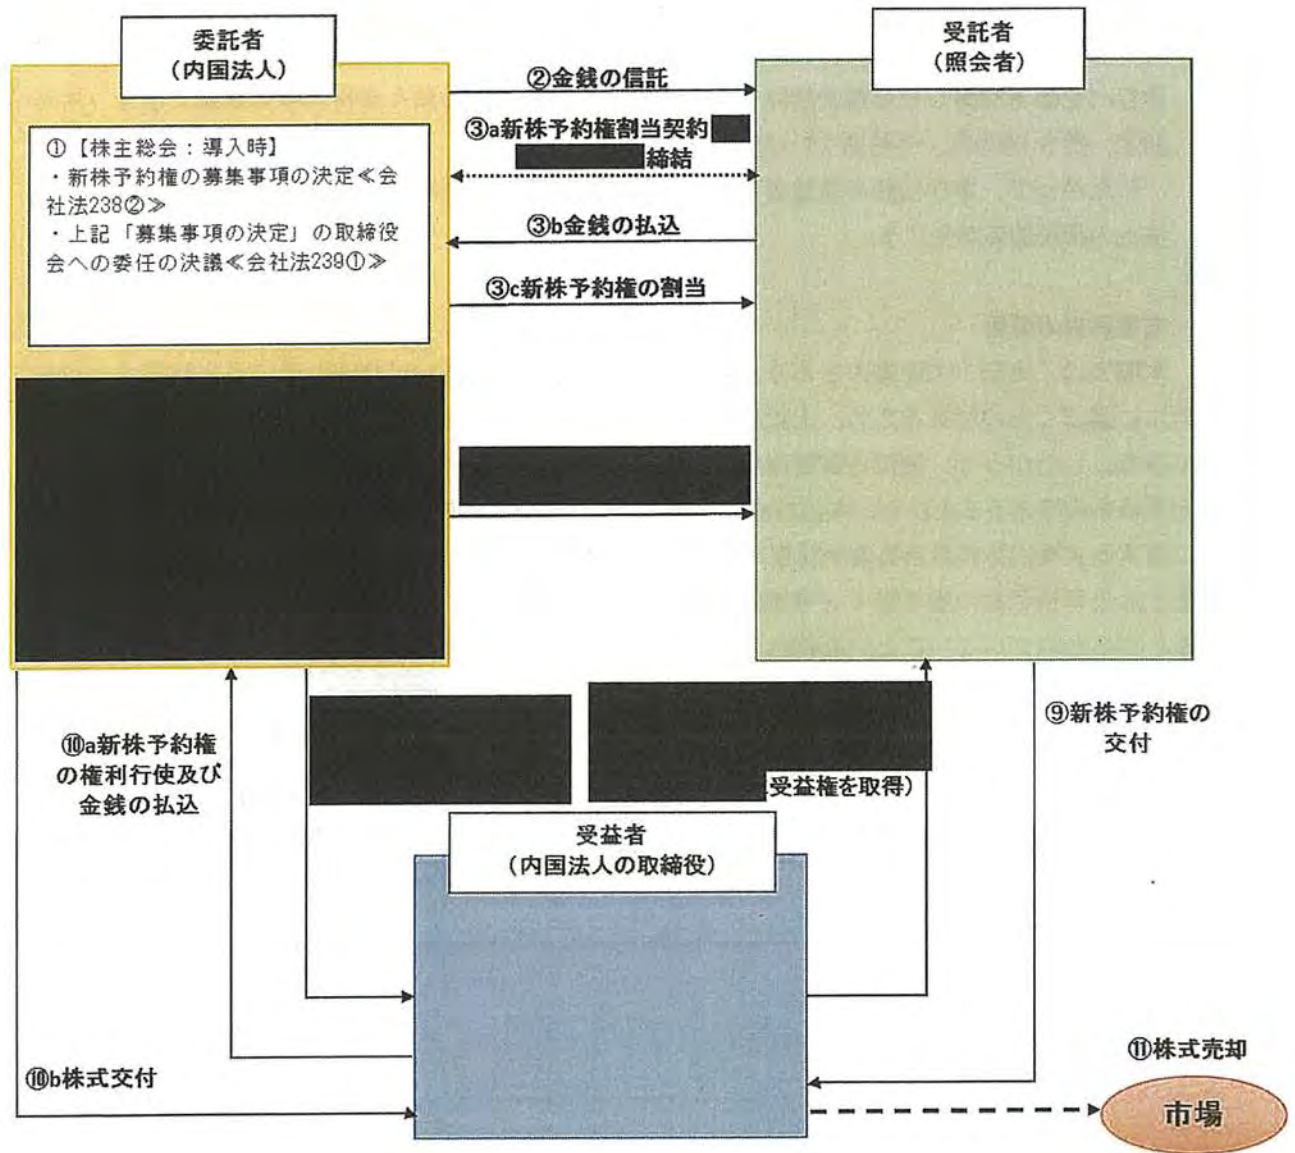 委託者
（内国法人）
受託者
（照会者）
②金銭の信託
③a新株予約権割当契約
締結
①【株主総会：導入時】
・新株予約権の募集事項の決定≪会
社法238②≫
・上記「募集事項の決定」の取締役
会への委任の決議≪会社法239①≫
③b金銭の払込
③c新株予約権の割当
⑩a新株予約権
の権利行使及び
金銭の払込
受益権を取得）
⑨新株予約権の
交付
受益者
（内国法人の取締役）
⑩b株式交付
⑪株式売却
市場